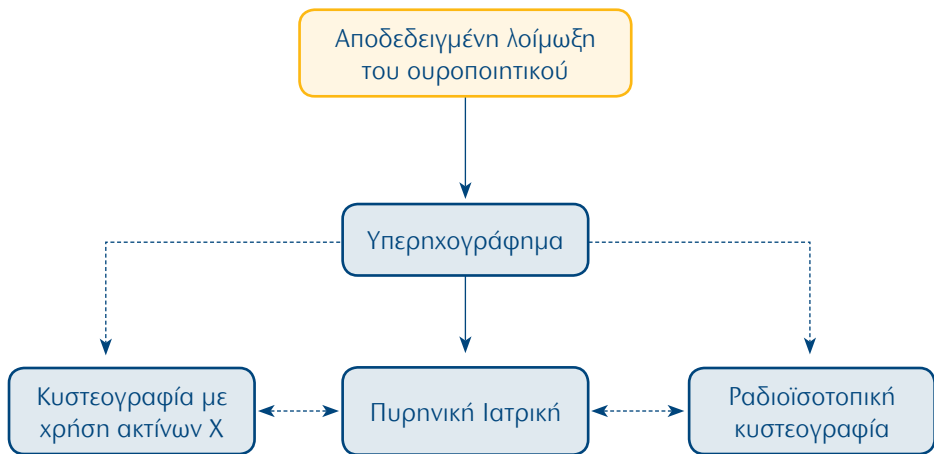 Αποδεδειγμένη λοίμωξη
του ουροποιητικού
Υπερηχογράφημα
Κυστεογραφία με
χρήση ακτίνων Χ
Πυρηνική Ιατρική
Ραδιοϊσοτοπική
κυστεογραφία